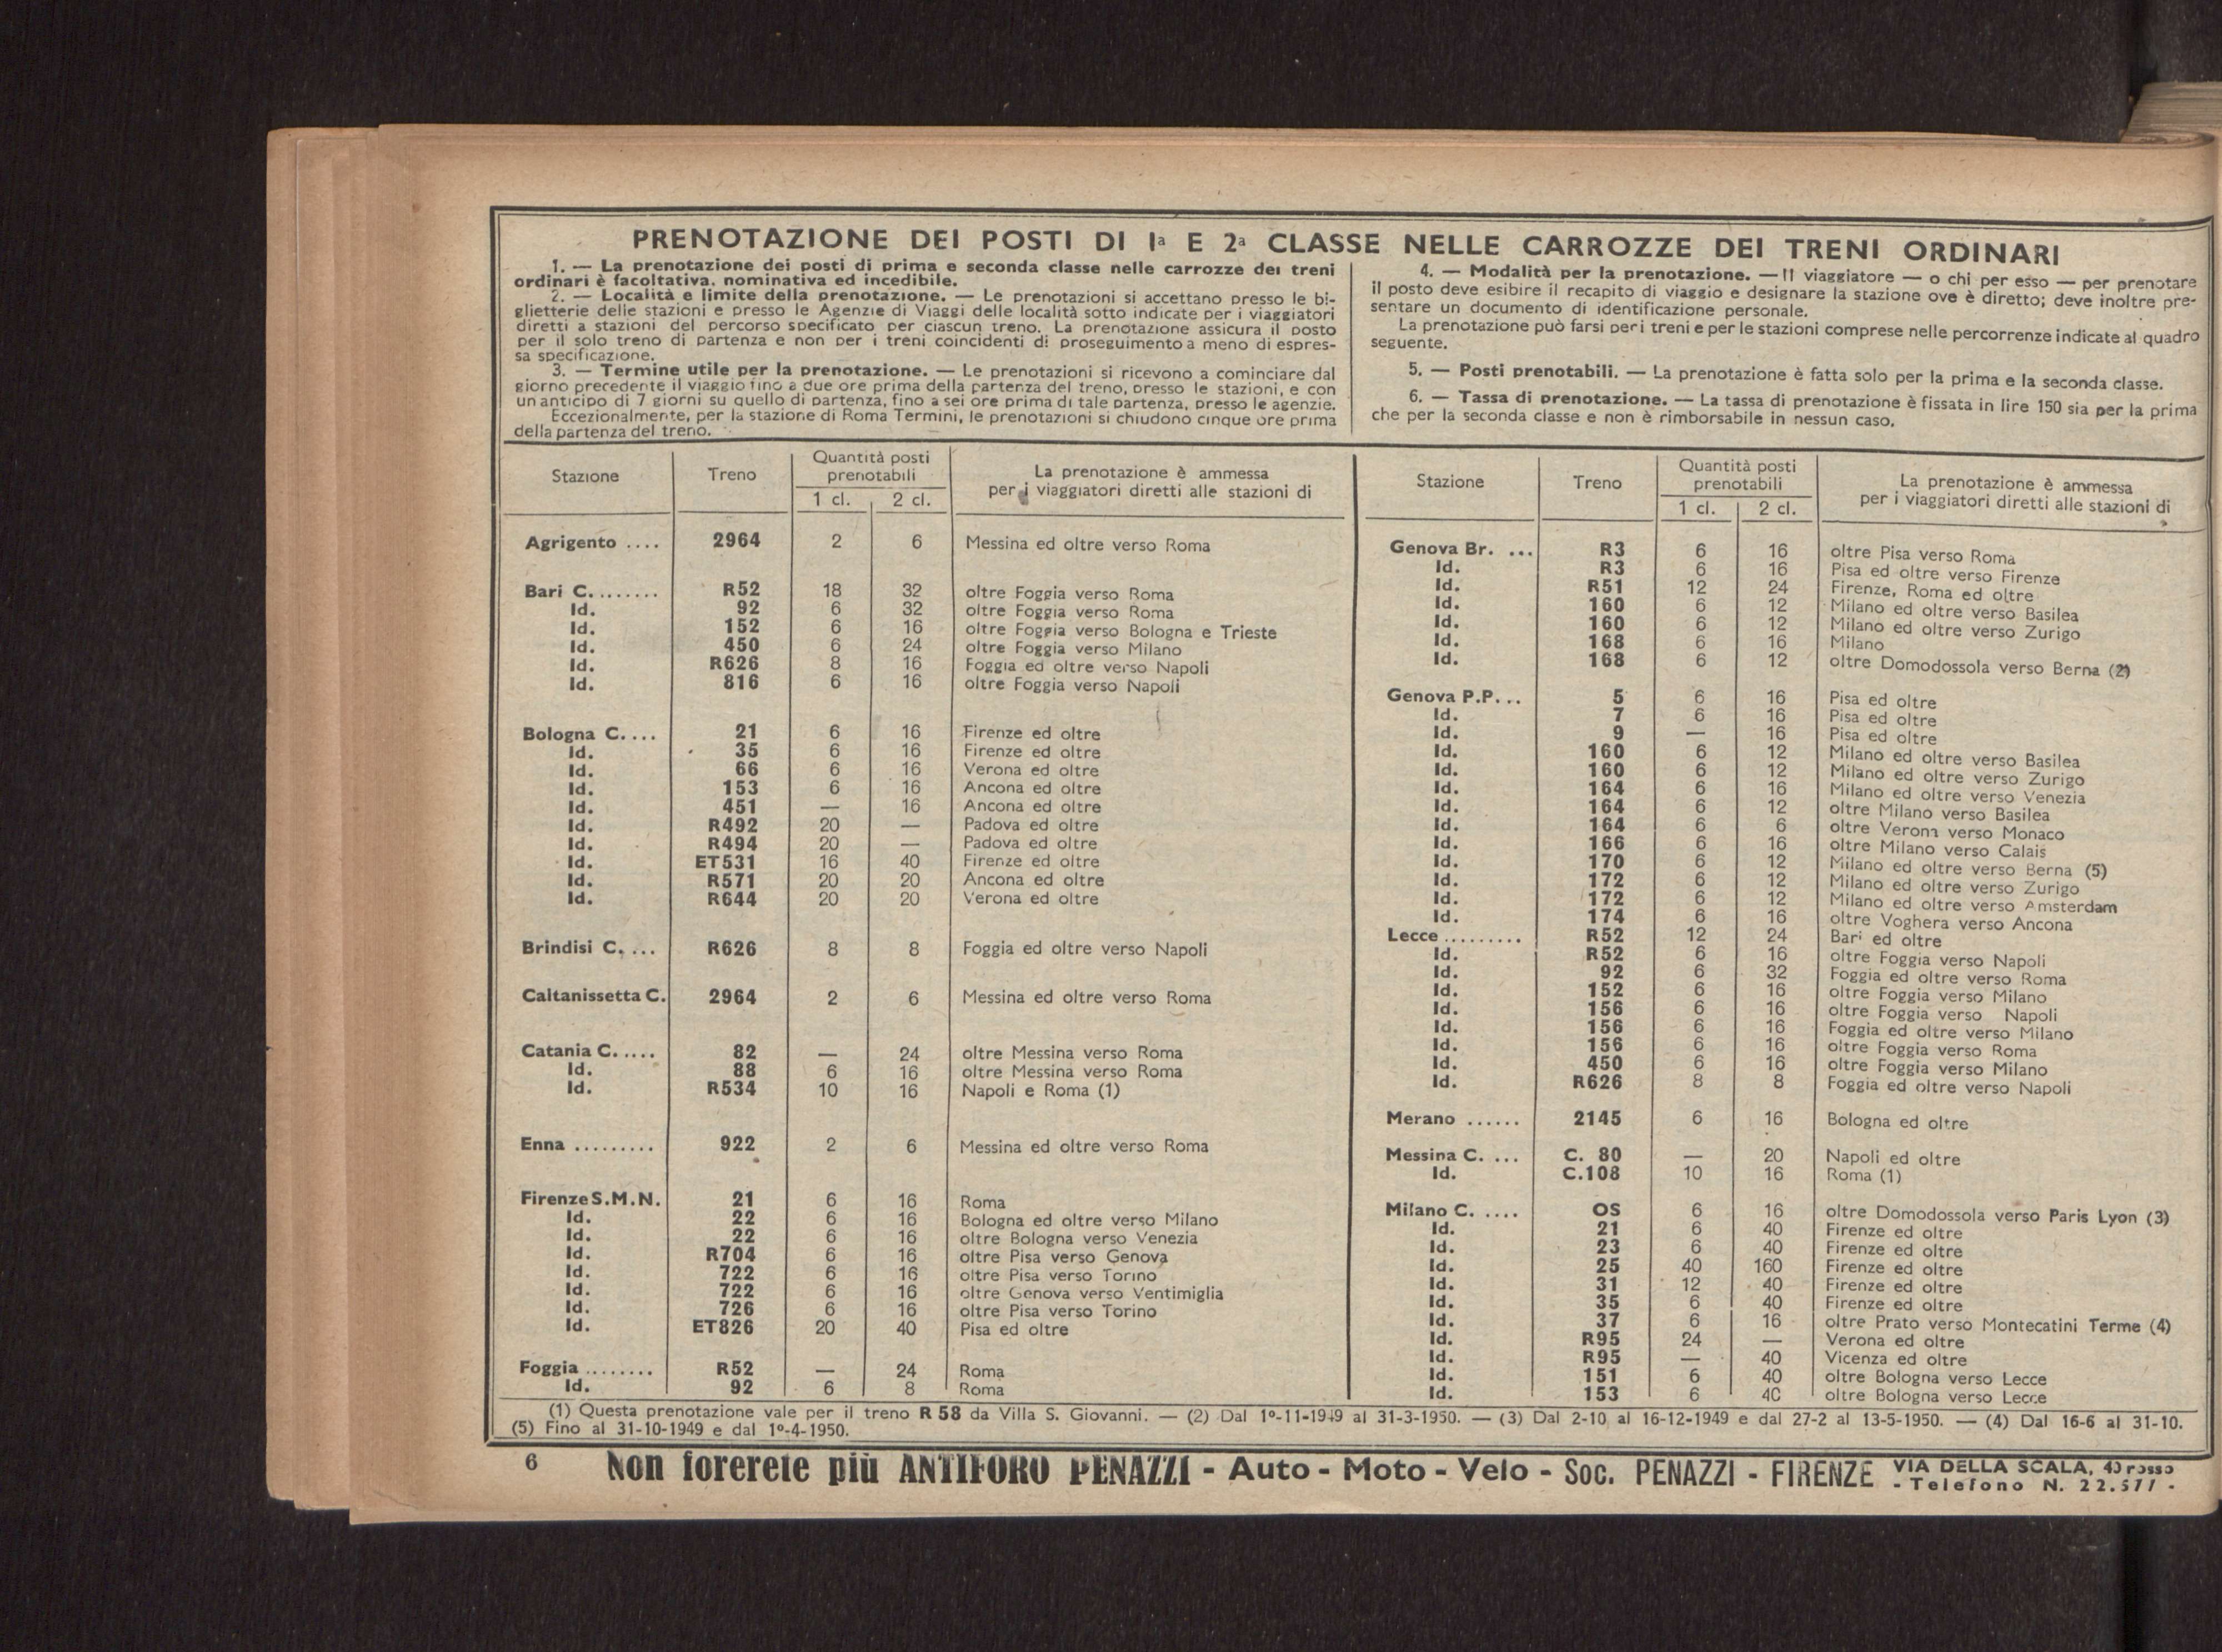 PRENOTAZIONE DEI POSTI DI 1ª E 2ª CLASSE NELLE CARROZZE DEI TRENI ORDINARI
1. — La prenotazione dei posti di prima e seconda classe nelle carrozze dei treni
ordinari è facoltativa, nominativa ed incedibile.
2. — Località e limite della prenotazione. — Le prenotazioni si accettano presso le bi-
glietterie delle stazioni e presso le Agenzie di Viaggi delle località sotto indicate per i viaggiatori
diretti a stazioni del percorso specificato per ciascun treno. La prenotazione assicura il posto
per il solo treno di partenza e non per i treni coincidenti di proseguimento a meno di espres-
sa specificazione.
3. — Termine utile per la prenotazione. — Le prenotazioni si ricevono a cominciare dal
giorno precedente il viaggio fino a due ore prima della partenza del treno, presso le stazioni, e con
un anticipo di 7 giorni su quello di partenza, fino a sei ore prima di tale partenza, presso le agenzie.
Eccezionalmente, per la stazione di Roma Termini, le prenotazioni si chiudono cinque ore prima
della partenza del treno.
4. — Modalità per la prenotazione. — Il viaggiatore — o chi per esso — per prenotare
il posto deve esibire il recapito di viaggio e designare la stazione ove è diretto; deve inoltre pre-
sentare un documento di identificazione personale.
La prenotazione può farsi per i treni e per le stazioni comprese nelle percorrenze indicate al quadro
seguente.
5. — Posti prenotabili. — La prenotazione è fatta solo per la prima e la seconda classe.
6. — Tassa di prenotazione. — La tassa di prenotazione è fissata in lire 150 sia per la prima
che per la seconda classe e non è rimborsabile in nessun caso.
Stazione Treno Quantità posti prenotabili 1 cl. 2 cl. La prenotazione è ammessa per i viaggiatori diretti alle stazioni di
Agrigento .... 2964 2 6 Messina ed oltre verso Roma
Bari C. ....... R52 18 32 oltre Foggia verso Roma
Id. 92 6 32 oltre Foggia verso Roma
Id. 152 6 16 oltre Foggia verso Bologna e Trieste
Id. 450 6 24 oltre Foggia verso Milano
Id. R626 8 16 Foggia ed oltre verso Napoli
Id. 816 6 16 oltre Foggia verso Napoli
Bologna C. ... 21 6 16 Firenze ed oltre
Id. 35 6 16 Firenze ed oltre
Id. 66 6 16 Verona ed oltre
Id. 153 6 16 Ancona ed oltre
Id. 451 — 16 Ancona ed oltre
Id. R492 20 — Padova ed oltre
Id. R494 20 — Padova ed oltre
Id. ET531 16 40 Firenze ed oltre
Id. R571 20 20 Ancona ed oltre
Id. R644 20 20 Verona ed oltre
Brindisi C. ... R626 8 8 Foggia ed oltre verso Napoli
Caltanissetta C. 2964 2 6 Messina ed oltre verso Roma
Catania C. .... 82 — 24 oltre Messina verso Roma
Id. 88 6 16 oltre Messina verso Roma
Id. R534 10 16 Napoli e Roma (1)
Enna ......... 922 2 6 Messina ed oltre verso Roma
Firenze S.M.N. 21 6 16 Roma
Id. 22 6 16 Bologna ed oltre verso Milano
Id. 22 6 16 oltre Bologna verso Venezia
Id. R704 6 16 oltre Pisa verso Genova
Id. 722 6 16 oltre Pisa verso Torino
Id. 722 6 16 oltre Genova verso Ventimiglia
Id. 726 6 16 oltre Pisa verso Torino
Id. ET826 20 40 Pisa ed oltre
Foggia ........ R52 — 24 Roma
Id. 92 6 8 Roma
Stazione Treno Quantità posti prenotabili 1 cl. 2 cl. La prenotazione è ammessa per i viaggiatori diretti alle stazioni di
Genova Br. ... R3 6 16 oltre Pisa verso Roma
Id. R3 6 16 Pisa ed oltre verso Firenze
Id. R51 12 24 Firenze, Roma ed oltre
Id. 160 6 12 Milano ed oltre verso Basilea
Id. 160 6 12 Milano ed oltre verso Zurigo
Id. 168 6 16 Milano
Id. 168 6 12 oltre Domodossola verso Berna (2)
Genova P.P. .. 5 6 16 Pisa ed oltre
Id. 7 6 16 Pisa ed oltre
Id. 9 — 16 Pisa ed oltre
Id. 160 6 12 Milano ed oltre verso Basilea
Id. 160 6 12 Milano ed oltre verso Zurigo
Id. 164 6 16 Milano ed oltre verso Venezia
Id. 164 6 12 oltre Milano verso Basilea
Id. 164 6 6 oltre Verona verso Monaco
Id. 166 6 16 oltre Milano verso Calais
Id. 170 6 12 Milano ed oltre verso Berna (5)
Id. 172 6 12 Milano ed oltre verso Zurigo
Id. 172 6 12 Milano ed oltre verso Amsterdam
Id. 174 6 16 oltre Voghera verso Ancona
Lecce ......... R52 12 24 Bari ed oltre
Id. R52 6 16 oltre Foggia verso Napoli
Id. 92 6 32 Foggia ed oltre verso Roma
Id. 152 6 16 oltre Foggia verso Milano
Id. 156 6 16 oltre Foggia verso Napoli
Id. 156 6 16 Foggia ed oltre verso Milano
Id. 156 6 16 oltre Foggia verso Roma
Id. 450 6 16 oltre Foggia verso Milano
Id. R626 8 8 Foggia ed oltre verso Napoli
Merano ...... 2145 6 16 Bologna ed oltre
Messina C. ... C. 80 — 20 Napoli ed oltre
Id. C.108 10 16 Roma (1)
Milano C. .... OS 6 16 oltre Domodossola verso Paris Lyon (3)
Id. 21 6 40 Firenze ed oltre
Id. 23 6 40 Firenze ed oltre
Id. 25 40 160 Firenze ed oltre
Id. 31 12 40 Firenze ed oltre
Id. 35 6 40 Firenze ed oltre
Id. 37 6 16 oltre Prato verso Montecatini Terme (4)
Id. R95 24 — Verona ed oltre
Id. R95 — 40 Vicenza ed oltre
Id. 151 6 40 oltre Bologna verso Lecce
Id. 153 6 40 oltre Bologna verso Lecce
(1) Questa prenotazione vale per il treno R 58 da Villa S. Giovanni. — (2) Dal 1º-11-1949 al 31-3-1950. — (3) Dal 2-10 al 16-12-1949 e dal 27-2 al 13-5-1950. — (4) Dal 16-6 al 31-10.
(5) Fino al 31-10-1949 e dal 1º-4-1950.
6 Non forerete più ANTIFORO PENAZZI - Auto - Moto - Velo - Soc. PENAZZI - FIRENZE VIA DELLA SCALA, 40 rosso
- Telefono N. 22.577 -